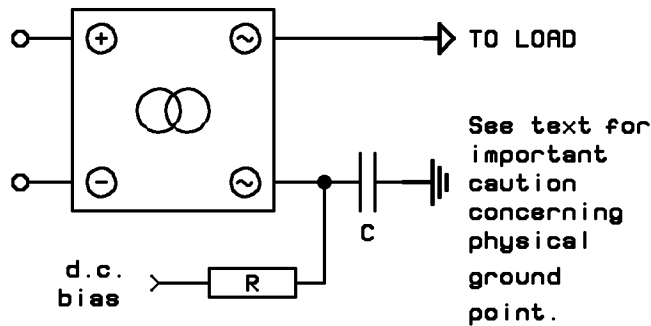 +
~
TO LOAD
See text for
important
caution
concerning
physical
ground
point.
−
~
C
d.c.
bias
R